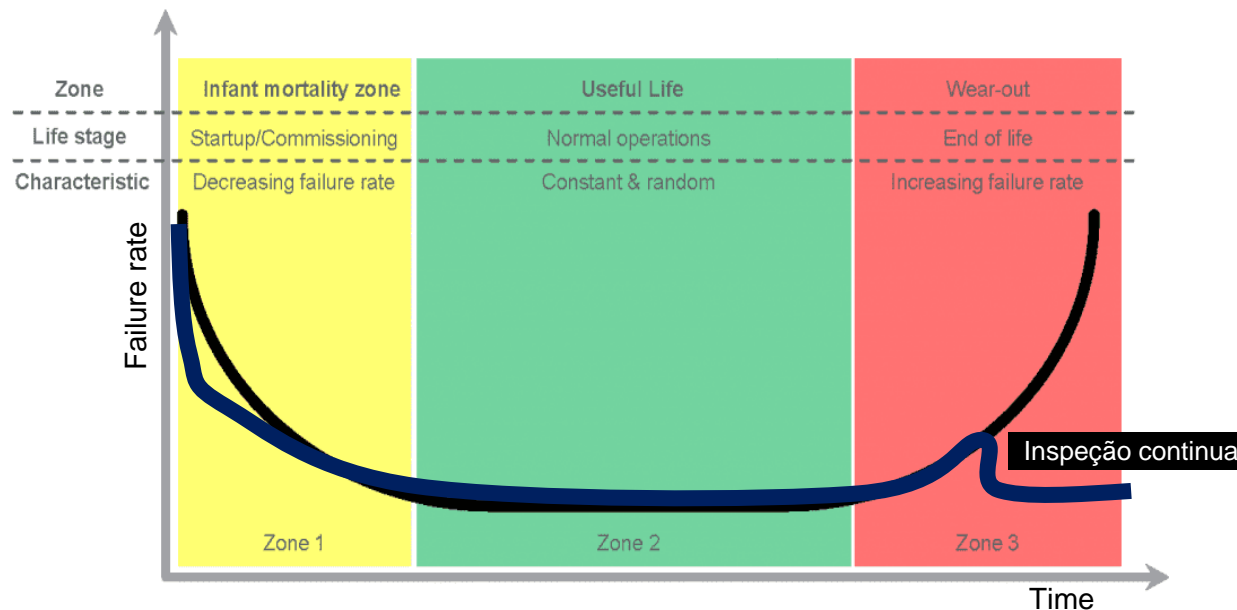 Zone Infant mortality zone Useful Life Wear-out
Life stage Startup/Commissioning Normal operations End of life
Characteristic Decreasing failure rate Constant & random Increasing failure rate
Failure rate
Inspeção continua
Zone 1 Zone 2 Zone 3
Time